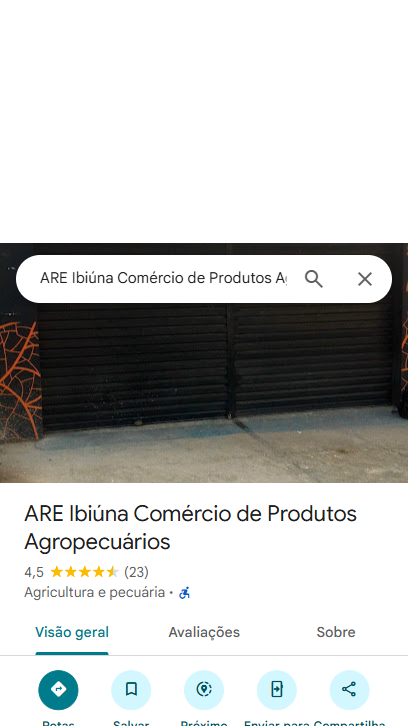 ARE Ibiúna Comércio de Produtos Ag
ARE Ibiúna Comércio de Produtos
Agropecuários
4,5 (23)
Agricultura e pecuária ·
Visão geral Avaliações Sobre
Rotas Salvar Próximo Enviar para Compartilha